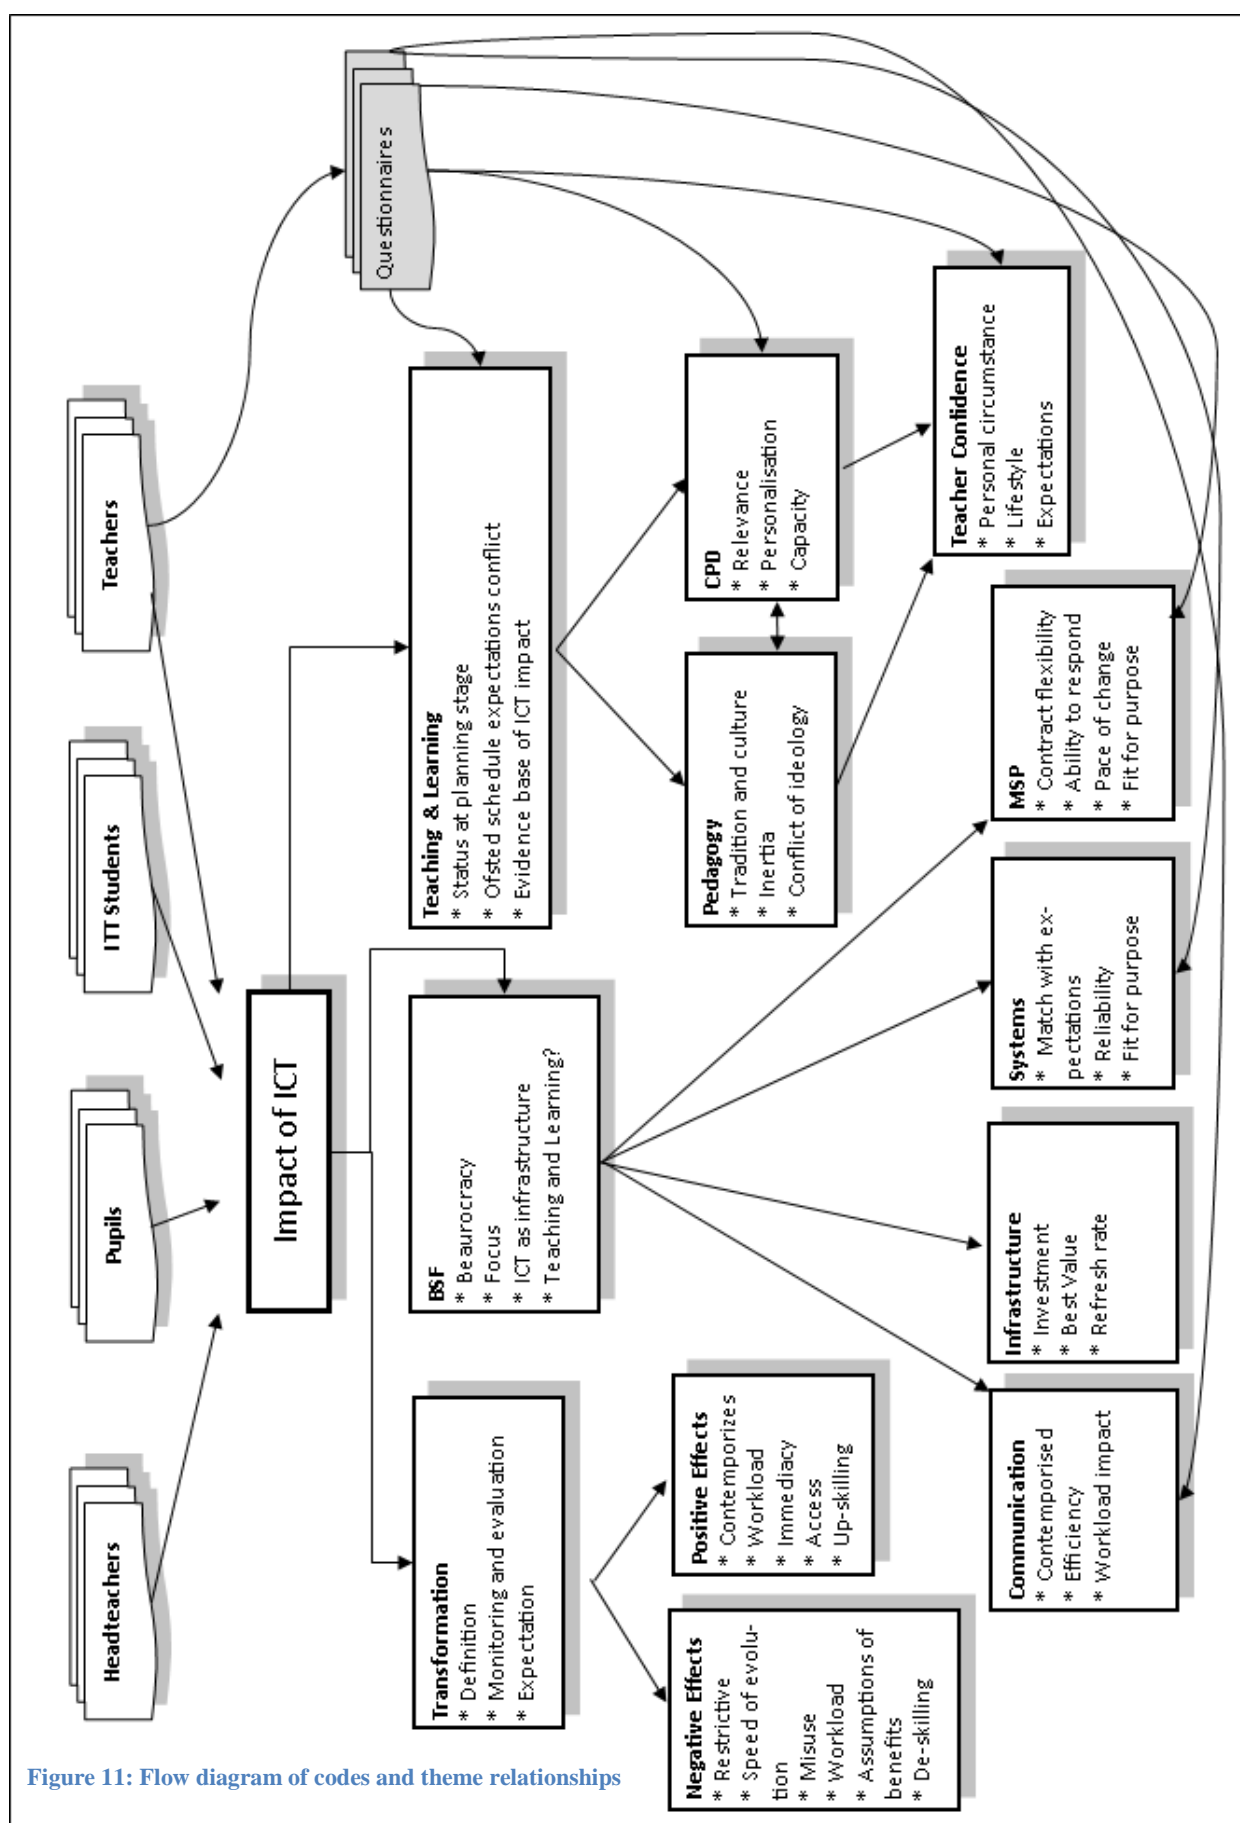 Headteachers
Pupils
ITT Students
Teachers
Questionnaires
Impact of ICT
Transformation
* Definition
* Monitoring and evaluation
* Expectation
BSF
* Beaurocracy
* Focus
* ICT as infrastructure
* Teaching and Learning?
Teaching & Learning
* Status at planning stage
* Ofsted schedule expectations conflict
* Evidence base of ICT impact
Negative Effects
* Restrictive
* Speed of evolu-
tion
* Misuse
* Workload
* Assumptions of
benefits
* De-skilling
Positive Effects
* Contemporizes
* Workload
* Immediacy
* Access
* Up-skilling
Pedagogy
* Tradition and culture
* Inertia
* Conflict of ideology
CPD
* Relevance
* Personalisation
* Capacity
Teacher Confidence
* Personal circumstance
* Lifestyle
* Expectations
Communication
* Contemporised
* Efficiency
* Workload impact
Infrastructure
* Investment
* Best Value
* Refresh rate
Systems
* Match with ex-
pectations
* Reliability
* Fit for purpose
MSP
* Contract flexibility
* Ability to respond
* Pace of change
* Fit for purpose
Figure 11: Flow diagram of codes and theme relationships